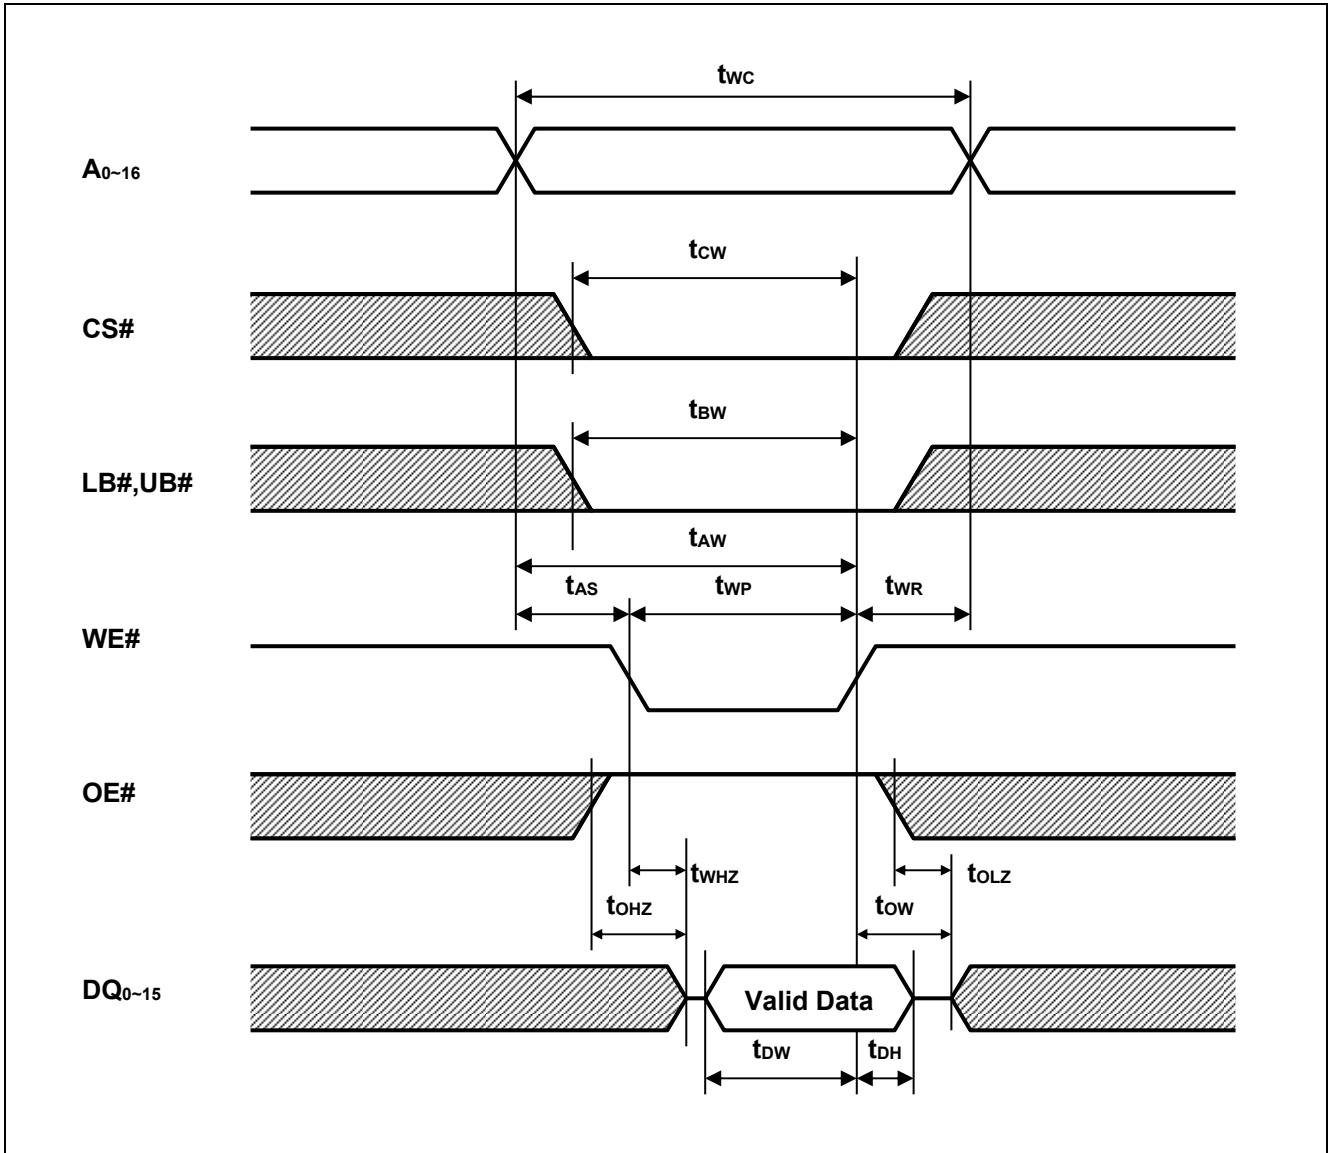 tWC
A0~16
tCW
CS#
tBW
LB#,UB#
tAW
tAS
tWP
tWR
WE#
OE#
tWHZ
tOLZ
tOHZ
tOW
DQ0~15
Valid Data
tDW
tDH